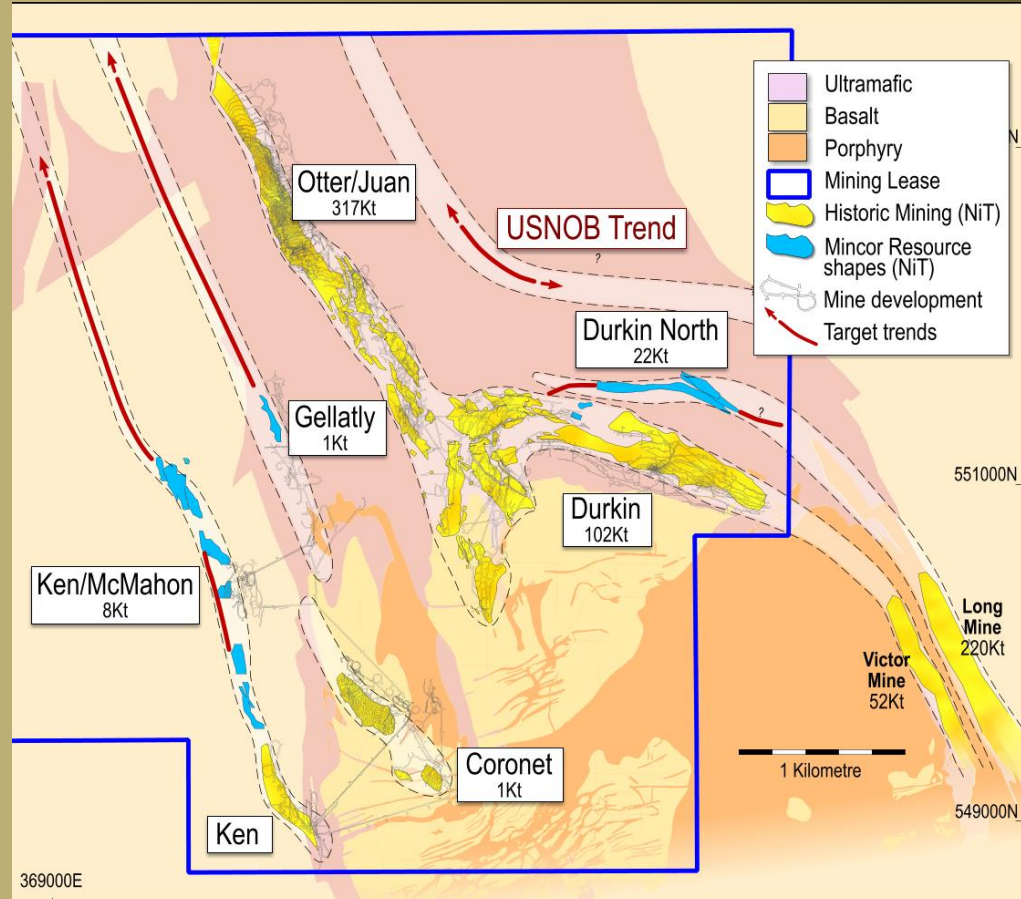 Ultramafic
Basalt
Porphyry
Mining Lease
Historic Mining (NiT)
Mincor Resource
shapes (NiT)
Mine development
Target trends
N
Otter/Juan
317Kt
USNOB Trend
?
Durkin North
22Kt
?
Gellatly
1Kt
551000N
Durkin
102Kt
Ken/McMahon
8Kt
Long
Mine
220Kt
Victor
Mine
52Kt
Coronet
1Kt
1 Kilometre
549000N
Ken
369000E